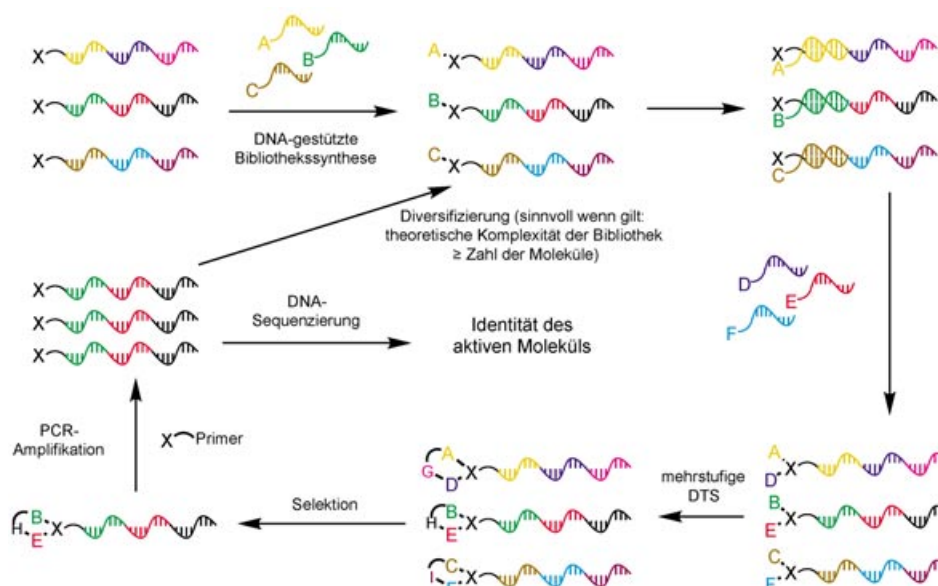 A
B
C
X
X
X
DNA-gestützte
Bibliothekssynthese
A
X
B
X
C
X
X
A
X
B
X
C
Diversifizierung (sinnvoll wenn gilt:
theoretische Komplexität der Bibliothek
≥ Zahl der Moleküle)
D
E
F
X
X
X
DNA-
Sequenzierung
Identität des
aktiven Moleküls
PCR-
Amplifikation
X Primer
A
G D X
B
H E X
C
I F X
mehrstufige
DTS
A
D X
B
E X
C
F X
Selektion
B
H E X